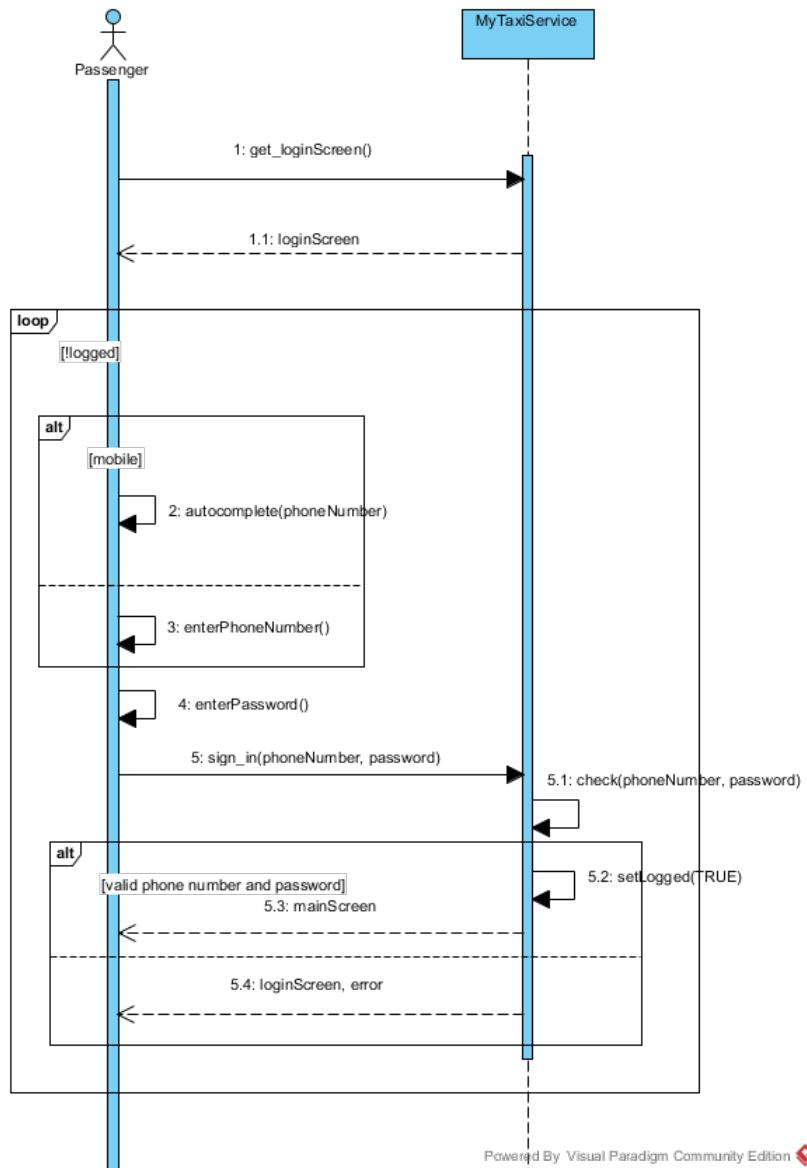 MyTaxiService
Passenger
1: get_loginScreen()
1.1: loginScreen
loop
[!logged]
alt
[mobile]
2: autocomplete(phoneNumber)
3: enterPhoneNumber()
4: enterPassword()
5: sign_in(phoneNumber, password)
5.1: check(phoneNumber, password)
alt
5.2: setLogged(TRUE)
[valid phone number and password]
5.3: mainScreen
5.4: loginScreen, error
Powered By Visual Paradigm Community Edition